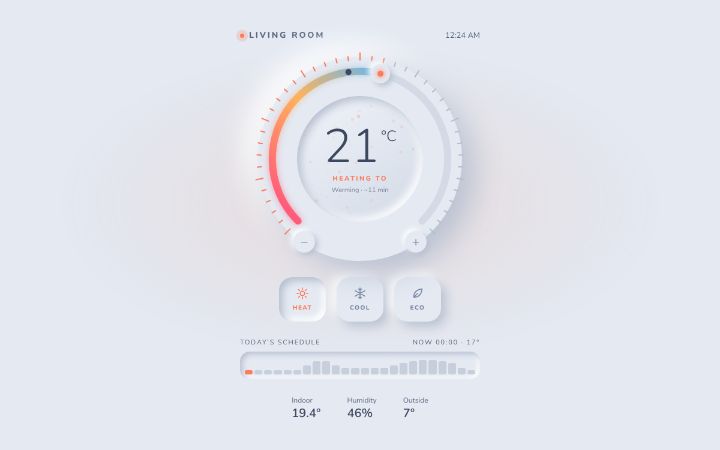 LIVING ROOM 12:24 AM
21°C
HEATING TO
Warming · ~11 min
− +
HEAT COOL ECO
TODAY'S SCHEDULE NOW 00:00 · 17°
Indoor Humidity Outside
19.4° 46% 7°